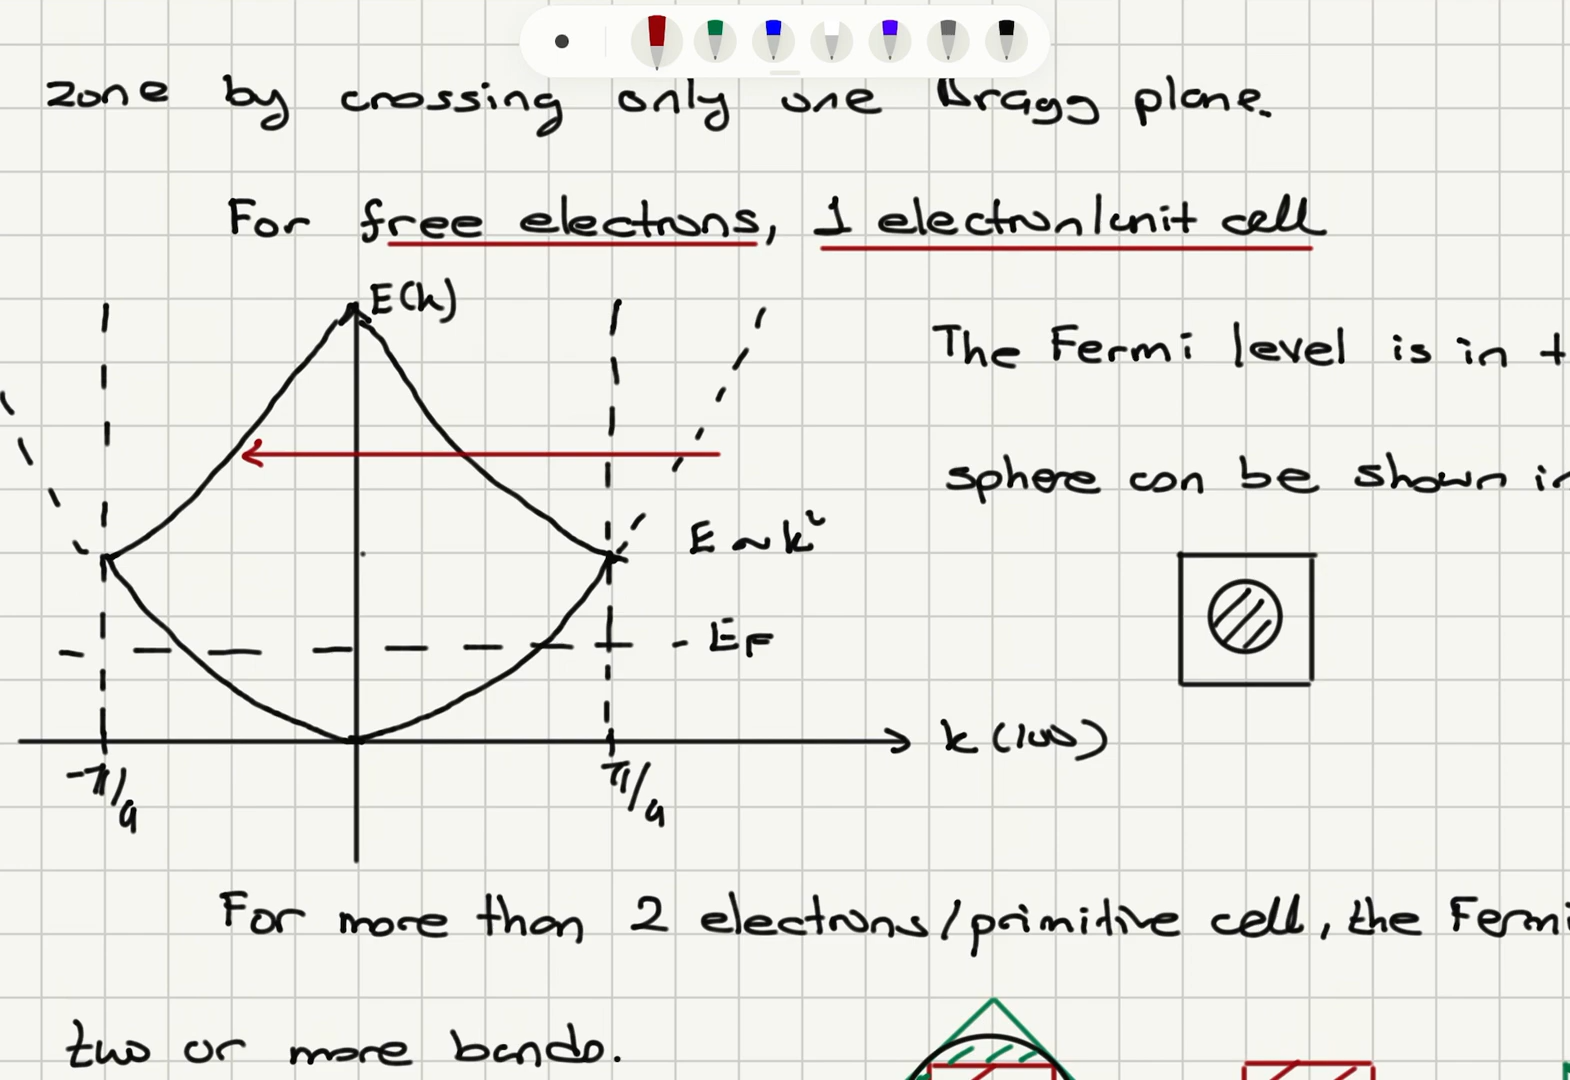 zone by crossing only one Bragg plane.
For free electrons, 1 electron/unit cell
E(k)
The Fermi level is in t
sphere can be shown in
E ~ k²
- EF
k (100)
-π/a
π/a
For more than 2 electrons/primitive cell, the Fermi
two or more bands.